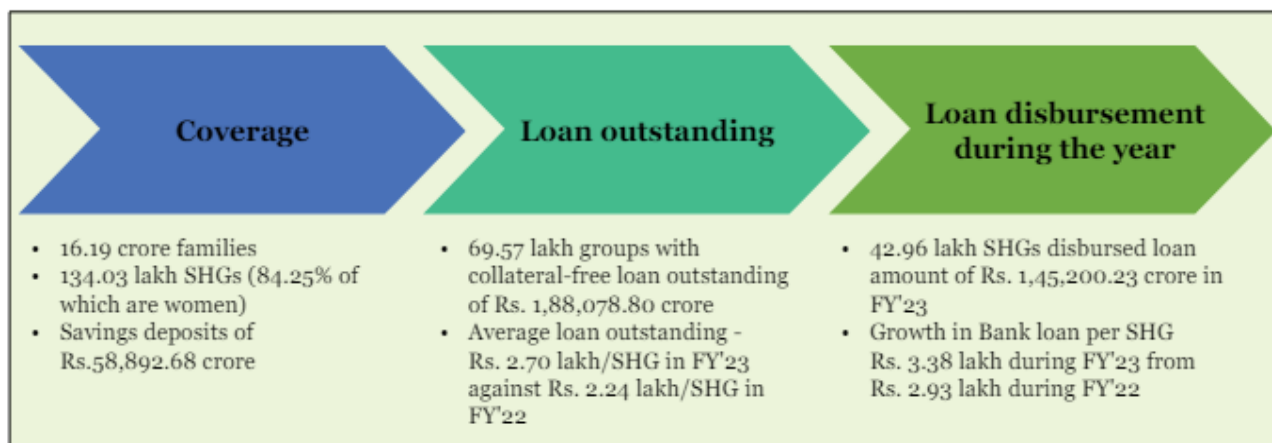 Coverage
Loan outstanding
Loan disbursement
during the year
• 16.19 crore families
• 134.03 lakh SHGs (84.25% of
which are women)
• Savings deposits of
Rs.58,892.68 crore
• 69.57 lakh groups with
collateral-free loan outstanding
of Rs. 1,88,078.80 crore
• Average loan outstanding -
Rs. 2.70 lakh/SHG in FY'23
against Rs. 2.24 lakh/SHG in
FY'22
• 42.96 lakh SHGs disbursed loan
amount of Rs. 1,45,200.23 crore in
FY'23
• Growth in Bank loan per SHG
Rs. 3.38 lakh during FY'23 from
Rs. 2.93 lakh during FY'22